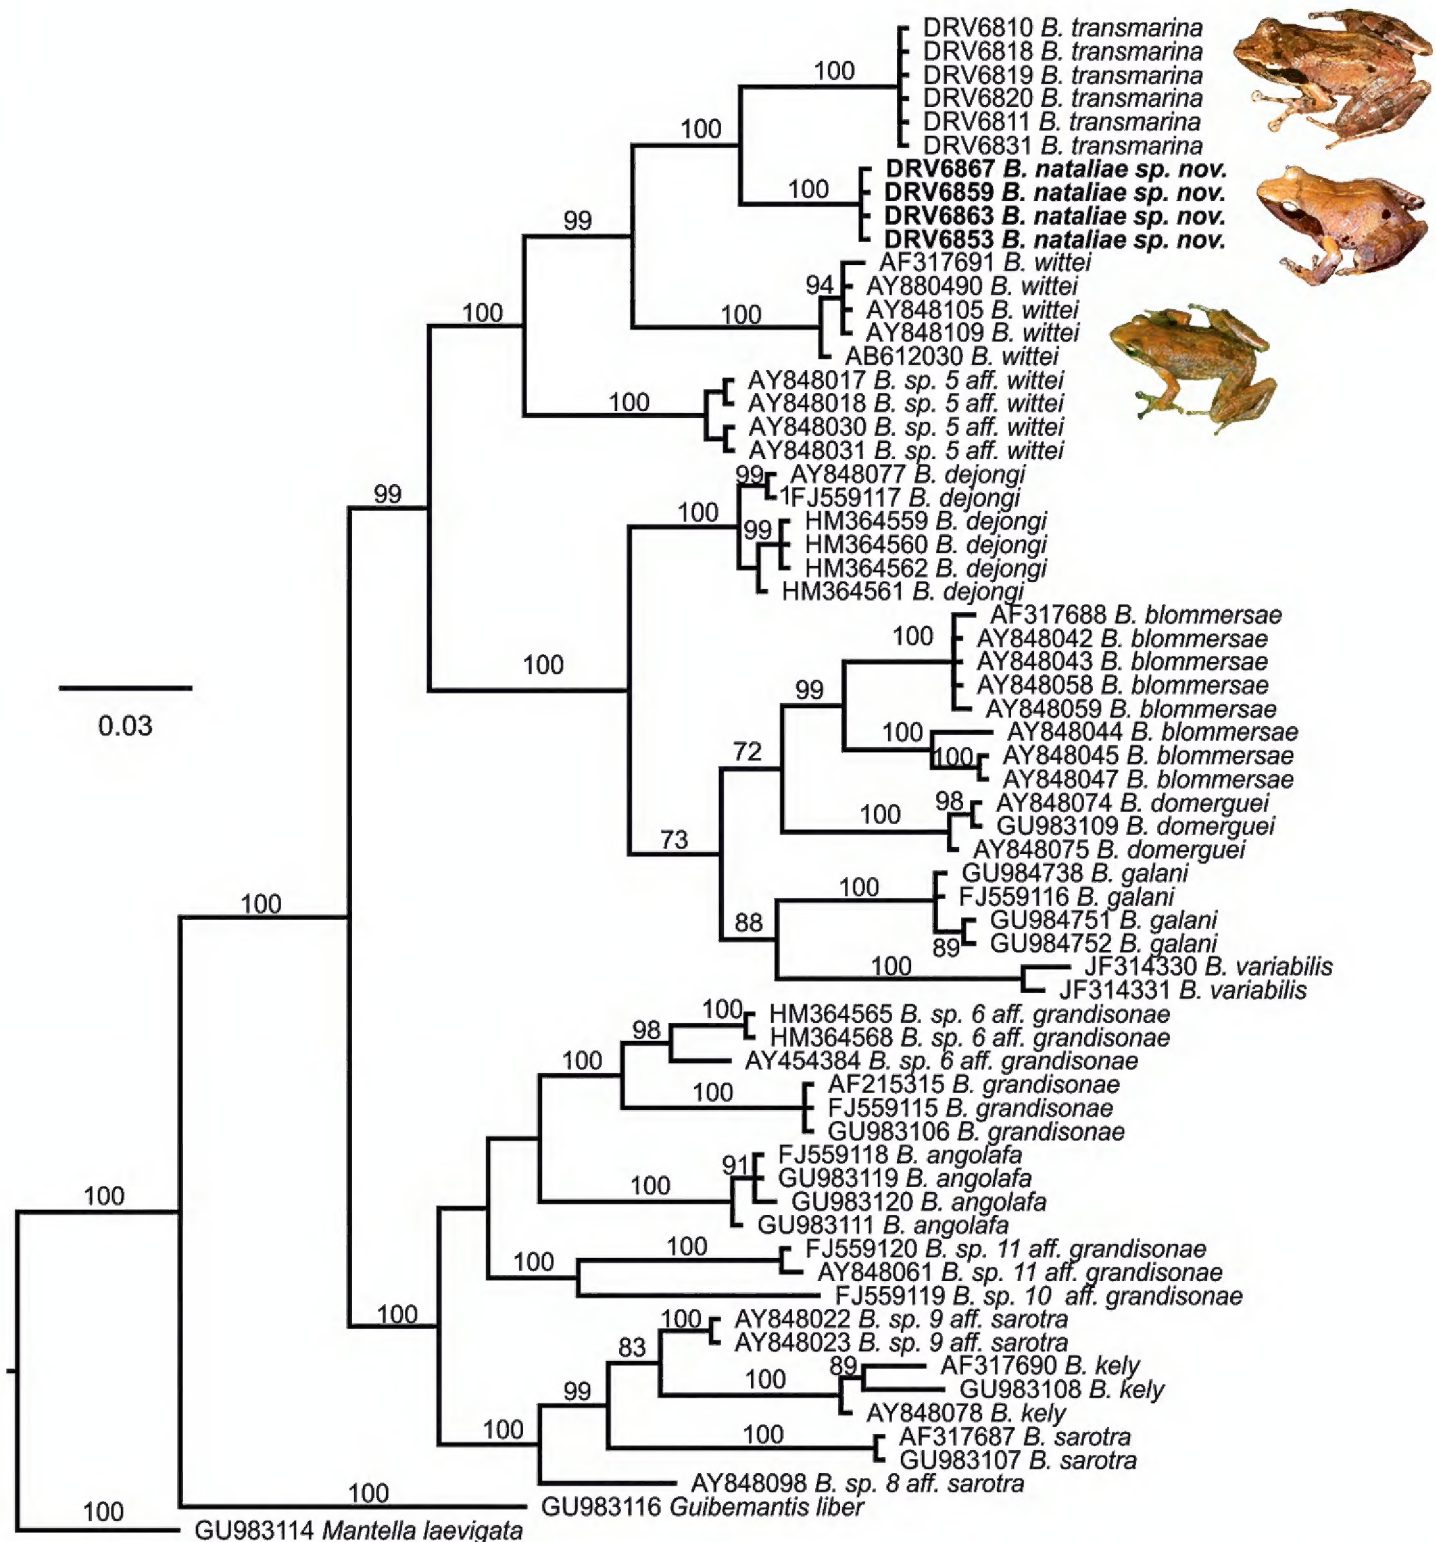 DRV6810 B. transmarina
DRV6818 B. transmarina
DRV6819 B. transmarina
100
DRV6820 B. transmarina
DRV6811 B. transmarina
100
DRV6831 B. transmarina
DRV6867 B. nataliae sp. nov.
100
DRV6859 B. nataliae sp. nov.
DRV6863 B. nataliae sp. nov.
99
DRV6853 B. nataliae sp. nov.
AF317691 B. wittei
94
AY880490 B. wittei
100
100
AY848105 B. wittei
AY848109 B. wittei
AB612030 B. wittei
AY848017 B. sp. 5 aff. wittei
100
AY848018 B. sp. 5 aff. wittei
AY848030 B. sp. 5 aff. wittei
AY848031 B. sp. 5 aff. wittei
99
AY848077 B. dejongi
99
1FJ559117 B. dejongi
100
HM364559 B. dejongi
99
HM364560 B. dejongi
HM364562 B. dejongi
HM364561 B. dejongi
AF317688 B. blommersae
100
AY848042 B. blommersae
100
AY848043 B. blommersae
99
AY848058 B. blommersae
AY848059 B. blommersae
0.03
100
AY848044 B. blommersae
72
100
AY848045 B. blommersae
AY848047 B. blommersae
98
AY848074 B. domerguei
100
GU983109 B. domerguei
73
AY848075 B. domerguei
GU984738 B. galani
100
FJ559116 B. galani
100
88
GU984751 B. galani
89
GU984752 B. galani
100
JF314330 B. variabilis
JF314331 B. variabilis
100
HM364565 B. sp. 6 aff. grandisonae
98
HM364568 B. sp. 6 aff. grandisonae
100
AY454384 B. sp. 6 aff. grandisonae
100
AF215315 B. grandisonae
FJ559115 B. grandisonae
GU983106 B. grandisonae
FJ559118 B. angolafa
91
GU983119 B. angolafa
100
100
GU983120 B. angolafa
GU983111 B. angolafa
100
100
FJ559120 B. sp. 11 aff. grandisonae
AY848061 B. sp. 11 aff. grandisonae
FJ559119 B. sp. 10 aff. grandisonae
100
100
AY848022 B. sp. 9 aff. sarotra
83
AY848023 B. sp. 9 aff. sarotra
89
AF317690 B. kely
100
GU983108 B. kely
99
AY848078 B. kely
100
100
AF317687 B. sarotra
GU983107 B. sarotra
AY848098 B. sp. 8 aff. sarotra
100
GU983116 Guibemantis liber
100
GU983114 Mantella laevigata